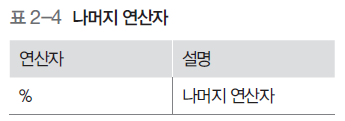 표 2-4 나머지 연산자
연산자 설명
% 나머지 연산자